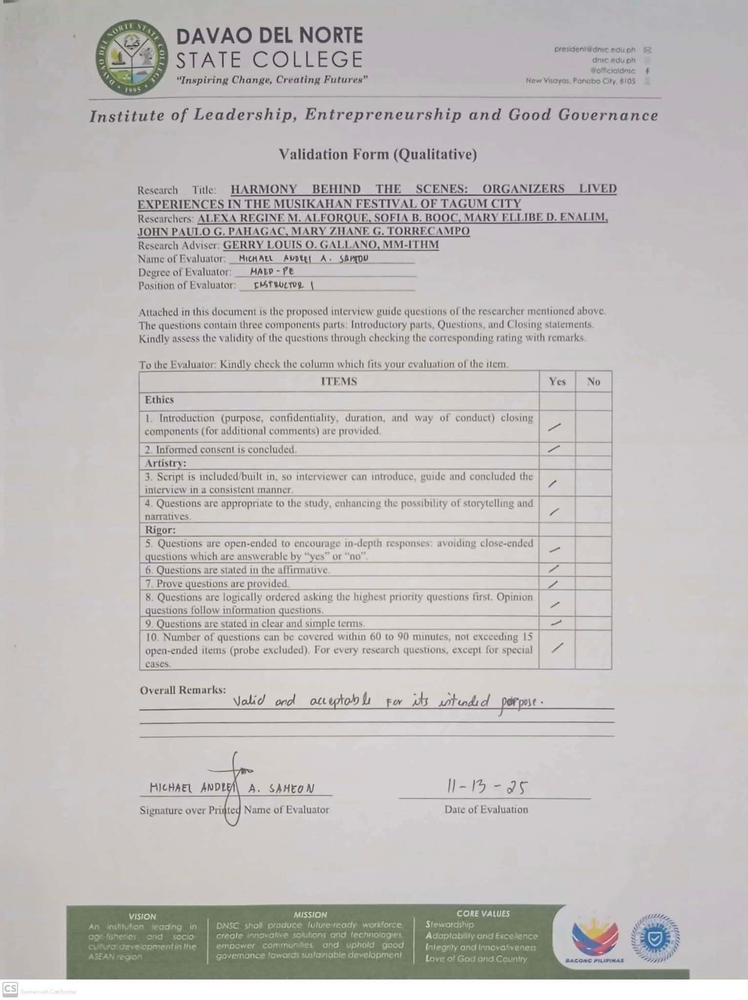 DAVAO DEL NORTE STATE COLLEGE
1995
DAVAO DEL NORTE
STATE COLLEGE
"Inspiring Change, Creating Futures"
president@dnsc.edu.ph
dnsc.edu.ph
@officialdnsc
New Visayas, Panabo City, 8105
Institute of Leadership, Entrepreneurship and Good Governance
Validation Form (Qualitative)
Research Title: HARMONY BEHIND THE SCENES: ORGANIZERS LIVED
EXPERIENCES IN THE MUSIKAHAN FESTIVAL OF TAGUM CITY
Researchers: ALEXA REGINE M. ALFORQUE, SOFIA B. BOOC, MARY ELLIBE D. ENALIM,
JOHN PAULO G. PAHAGAC, MARY ZHANE G. TORRECAMPO
Research Adviser: GERRY LOUIS O. GALLANO, MM-ITHM
Name of Evaluator: MICHAEL ANDREI A. SAMEON
Degree of Evaluator: MAED - PE
Position of Evaluator: INSTRUCTOR I
Attached in this document is the proposed interview guide questions of the researcher mentioned above.
The questions contain three components parts: Introductory parts, Questions, and Closing statements.
Kindly assess the validity of the questions through checking the corresponding rating with remarks.
To the Evaluator: Kindly check the column which fits your evaluation of the item.
ITEMS Yes No
Ethics
1. Introduction (purpose, confidentiality, duration, and way of conduct) closing
components (for additional comments) are provided.
2. Informed consent is concluded.
Artistry:
3. Script is included/built in, so interviewer can introduce, guide and concluded the
interview in a consistent manner.
4. Questions are appropriate to the study, enhancing the possibility of storytelling and
narratives.
Rigor:
5. Questions are open-ended to encourage in-depth responses: avoiding close-ended
questions which are answerable by "yes" or "no".
6. Questions are stated in the affirmative.
7. Prove questions are provided.
8. Questions are logically ordered asking the highest priority questions first. Opinion
questions follow information questions.
9. Questions are stated in clear and simple terms.
10. Number of questions can be covered within 60 to 90 minutes, not exceeding 15
open-ended items (probe excluded). For every research questions, except for special
cases.
Overall Remarks:
Valid and acceptable for its intended purpose.
MICHAEL ANDREI A. SAMEON
11-13-25
Signature over Printed Name of Evaluator
Date of Evaluation
VISION
An institution leading in
agri-fisheries and socio-
cultural development in the
ASEAN region
MISSION
DNSC shall produce future-ready workforce,
create innovative solutions and technologies,
empower communities, and uphold good
governance towards sustainable development
CORE VALUES
Stewardship
Adaptability and Excellence
Integrity and Innovativeness
Love of God and Country
BAGONG PILIPINAS
CS Scanned with CamScanner